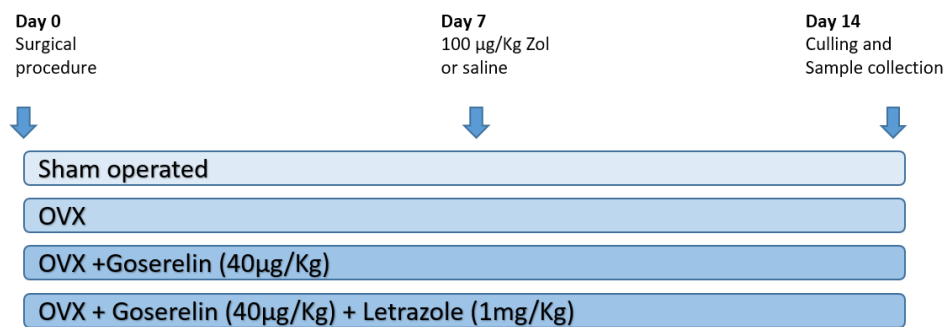 Day 0
Surgical
procedure
Day 7
100 µg/Kg Zol
or saline
Day 14
Culling and
Sample collection
Sham operated
OVX
OVX +Goserelin (40µg/Kg)
OVX + Goserelin (40µg/Kg) + Letrazole (1mg/Kg)